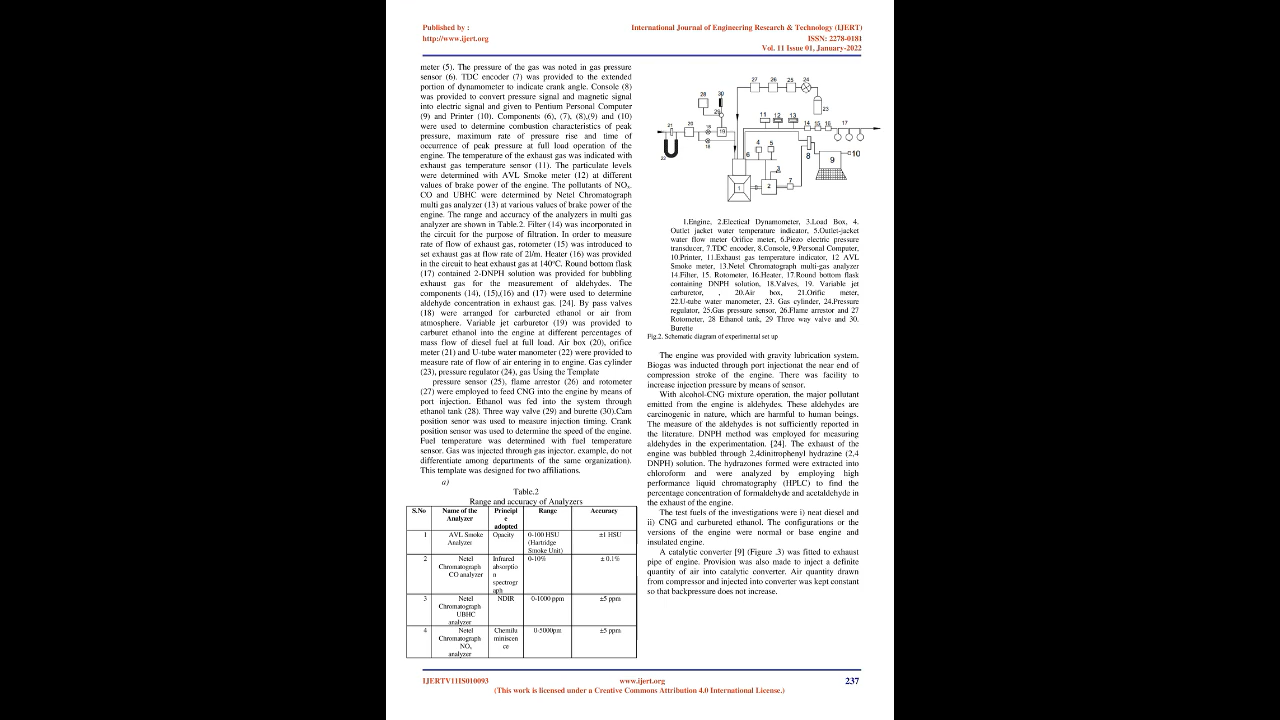 Published by :
http://www.ijert.org
International Journal of Engineering Research & Technology (IJERT)
ISSN: 2278-0181
Vol. 11 Issue 01, January-2022
meter (5). The pressure of the gas was noted in gas pressure
sensor (6). TDC encoder (7) was provided to the extended
portion of dynamometer to indicate crank angle. Console (8)
was provided to convert pressure signal and magnetic signal
into electric signal and given to Pentium Personal Computer
(9) and Printer (10). Components (6), (7), (8),(9) and (10)
were used to determine combustion characteristics of peak
pressure, maximum rate of pressure rise and time of
occurrence of peak pressure at full load operation of the
engine. The temperature of the exhaust gas was indicated with
exhaust gas temperature sensor (11). The particulate levels
were determined with AVL Smoke meter (12) at different
values of brake power of the engine. The pollutants of NOx,
CO and UBHC were determined by Netel Chromatograph
multi gas analyzer (13) at various values of brake power of the
engine. The range and accuracy of the analyzers in multi gas
analyzer are shown in Table.2. Filter (14) was incorporated in
the circuit for the purpose of filtration. In order to measure
rate of flow of exhaust gas, rotometer (15) was introduced to
set exhaust gas at flow rate of 2l/m. Heater (16) was provided
in the circuit to heat exhaust gas at 140°C. Round bottom flask
(17) contained 2-DNPH solution was provided for bubbling
exhaust gas for the measurement of aldehydes. The
components (14), (15),(16) and (17) were used to determine
aldehyde concentration in exhaust gas. [24]. By pass valves
(18) were arranged for carbureted ethanol or air from
atmosphere. Variable jet carburetor (19) was provided to
carburet ethanol into the engine at different percentages of
mass flow of diesel fuel at full load. Air box (20), orifice
meter (21) and U-tube water manometer (22) were provided to
measure rate of flow of air entering in to engine. Gas cylinder
(23), pressure regulator (24), gas Using the Template
pressure sensor (25), flame arrestor (26) and rotometer
(27) were employed to feed CNG into the engine by means of
port injection. Ethanol was fed into the system through
ethanol tank (28). Three way valve (29) and burette (30).Cam
position senor was used to measure injection timing. Crank
position sensor was used to determine the speed of the engine.
Fuel temperature was determined with fuel temperature
sensor. Gas was injected through gas injector. example, do not
differentiate among departments of the same organization).
This template was designed for two affiliations.
a)
Table.2
Range and accuracy of Analyzers
S.No Name of the Analyzer Principl e adopted Range Accuracy
1 AVL Smoke Analyzer Opacity 0-100 HSU (Hartridge Smoke Unit) ±1 HSU
2 Netel Chromatograph CO analyzer Infrared absorptio n spectrogr aph 0-10% ± 0.1%
3 Netel Chromatograph UBHC analyzer NDIR 0-1000 ppm ±5 ppm
4 Netel Chromatograph NOx analyzer Chemilu miniscen ce 0-5000pm ±5 ppm
27 26 25 24
28 30
23
29
11 12 13
14 15 16 17
21 20 18 19
18
22
4 5
6
8
9
10
3
7
1 2
1.Engine, 2.Electical Dynamometer, 3.Load Box, 4.
Outlet jacket water temperature indicator, 5.Outlet-jacket
water flow meter Orifice meter, 6.Piezo electric pressure
transducer, 7.TDC encoder, 8.Console, 9.Personal Computer,
10.Printer, 11.Exhaust gas temperature indicator, 12 AVL
Smoke meter, 13.Netel Chromatograph multi-gas analyzer
14.Filter, 15. Rotometer, 16.Heater, 17.Round bottom flask
containing DNPH solution, 18.Valves, 19. Variable jet
carburetor, , 20.Air box, 21.Orific meter,
22.U-tube water manometer, 23. Gas cylinder, 24.Pressure
regulator, 25.Gas pressure sensor, 26.Flame arrestor and 27
Rotometer, 28 Ethanol tank, 29 Three way valve and 30.
Burette
Fig.2. Schematic diagram of experimental set up
The engine was provided with gravity lubrication system.
Biogas was inducted through port injectionat the near end of
compression stroke of the engine. There was facility to
increase injection pressure by means of sensor.
With alcohol-CNG mixture operation, the major pollutant
emitted from the engine is aldehydes. These aldehydes are
carcinogenic in nature, which are harmful to human beings.
The measure of the aldehydes is not sufficiently reported in
the literature. DNPH method was employed for measuring
aldehydes in the experimentation. [24]. The exhaust of the
engine was bubbled through 2,4dinitrophenyl hydrazine (2,4
DNPH) solution. The hydrazones formed were extracted into
chloroform and were analyzed by employing high
performance liquid chromatography (HPLC) to find the
percentage concentration of formaldehyde and acetaldehyde in
the exhaust of the engine.
The test fuels of the investigations were i) neat diesel and
ii) CNG and carbureted ethanol. The configurations or the
versions of the engine were normal or base engine and
insulated engine.
A catalytic converter [9] (Figure .3) was fitted to exhaust
pipe of engine. Provision was also made to inject a definite
quantity of air into catalytic converter. Air quantity drawn
from compressor and injected into converter was kept constant
so that backpressure does not increase.
IJERTV11IS010093
www.ijert.org
237
(This work is licensed under a Creative Commons Attribution 4.0 International License.)